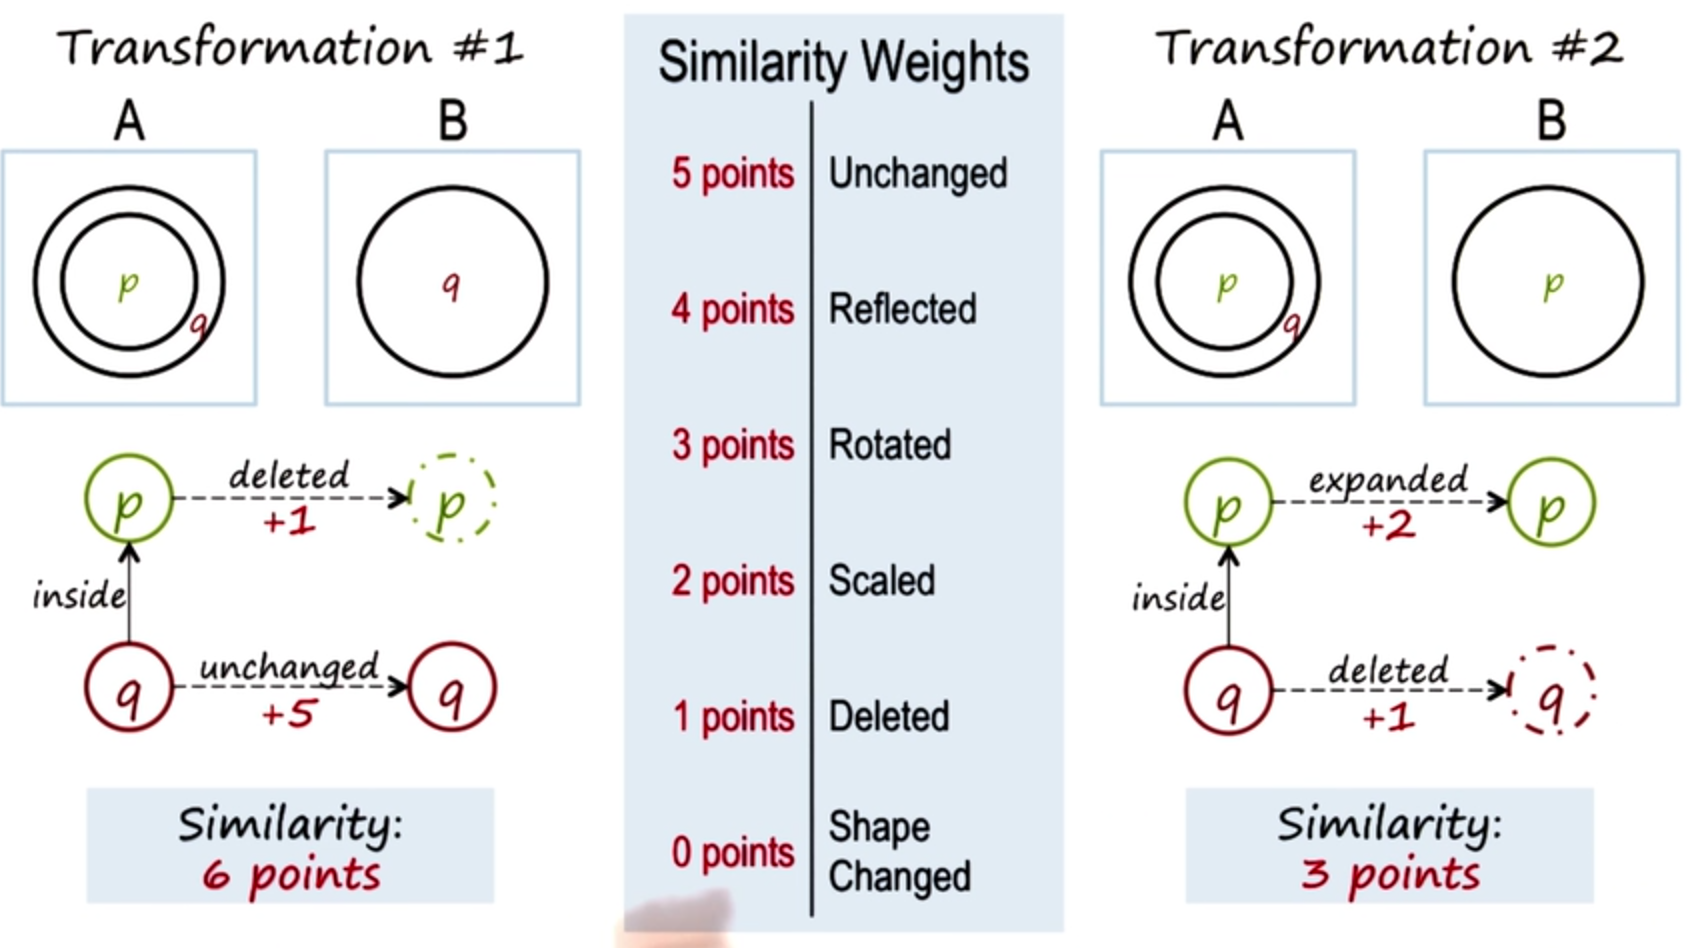 Transformation #1
A
B
p
q
q
p
deleted
+1
p
inside
q
unchanged
+5
q
Similarity:
6 points
Similarity Weights
5 points Unchanged
4 points Reflected
3 points Rotated
2 points Scaled
1 points Deleted
0 points Shape
Changed
Transformation #2
A
B
p
q
p
p
expanded
+2
p
inside
q
deleted
+1
q
Similarity:
3 points